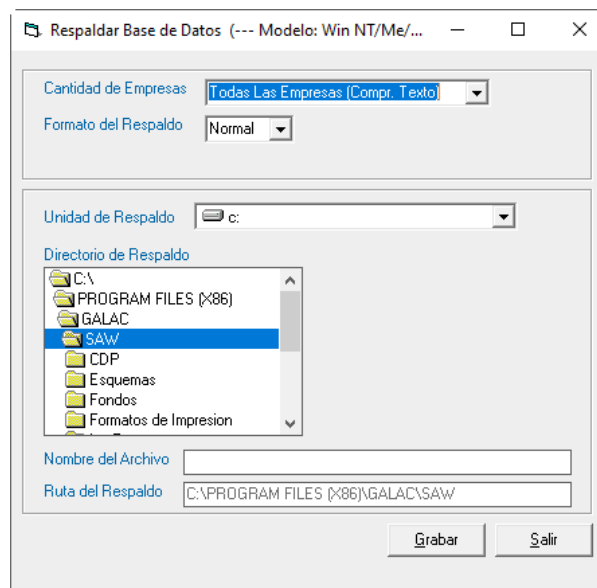 Respaldar Base de Datos (--- Modelo: Win NT/Me/...
Cantidad de Empresas Todas Las Empresas (Compr. Texto)
Formato del Respaldo Normal
Unidad de Respaldo c:
Directorio de Respaldo
C:\
PROGRAM FILES (X86)
GALAC
SAW
CDP
Esquemas
Fondos
Formatos de Impresion
Nombre del Archivo
Ruta del Respaldo C:\PROGRAM FILES (X86)\GALAC\SAW
Grabar Salir